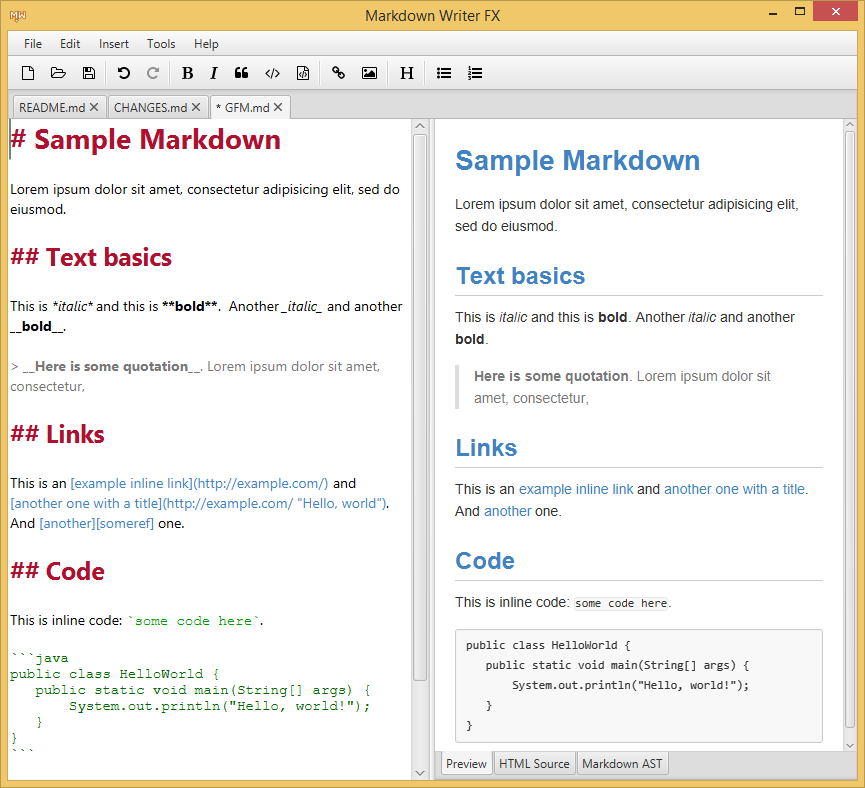 MW
Markdown Writer FX
File Edit Insert Tools Help
B I H
README.md CHANGES.md * GFM.md
# Sample Markdown
Lorem ipsum dolor sit amet, consectetur adipisicing elit, sed do
eiusmod.
## Text basics
This is *italic* and this is **bold**.  Another _italic_ and another
__bold__.
> __Here is some quotation__. Lorem ipsum dolor sit amet,
consectetur,
## Links
This is an [example inline link](http://example.com/) and
[another one with a title](http://example.com/ "Hello, world").
And [another][someref] one.
## Code
This is inline code: `some code here`.
```java
public class HelloWorld {
   public static void main(String[] args) {
       System.out.println("Hello, world!");
   }
}
```
Sample Markdown
Lorem ipsum dolor sit amet, consectetur adipisicing elit,
sed do eiusmod.
Text basics
This is italic and this is bold. Another italic and another
bold.
Here is some quotation. Lorem ipsum dolor sit
amet, consectetur,
Links
This is an example inline link and another one with a title.
And another one.
Code
This is inline code: some code here.
public class HelloWorld {
   public static void main(String[] args) {
       System.out.println("Hello, world!");
   }
}
Preview HTML Source Markdown AST